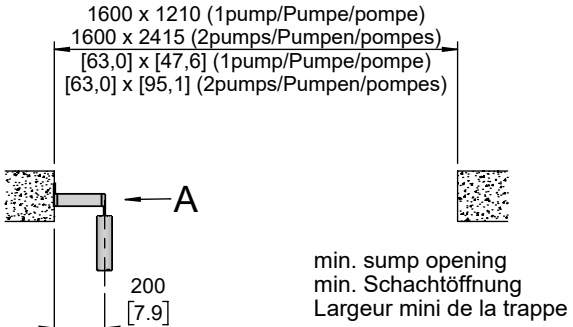 1600 x 1210 (1pump/Pumpe/pompe)
1600 x 2415 (2pumps/Pumpen/pompes)
[63,0] x [47,6] (1pump/Pumpe/pompe)
[63,0] x [95,1] (2pumps/Pumpen/pompes)
A
200
[7.9]
min. sump opening
min. Schachtöffnung
Largeur mini de la trappe